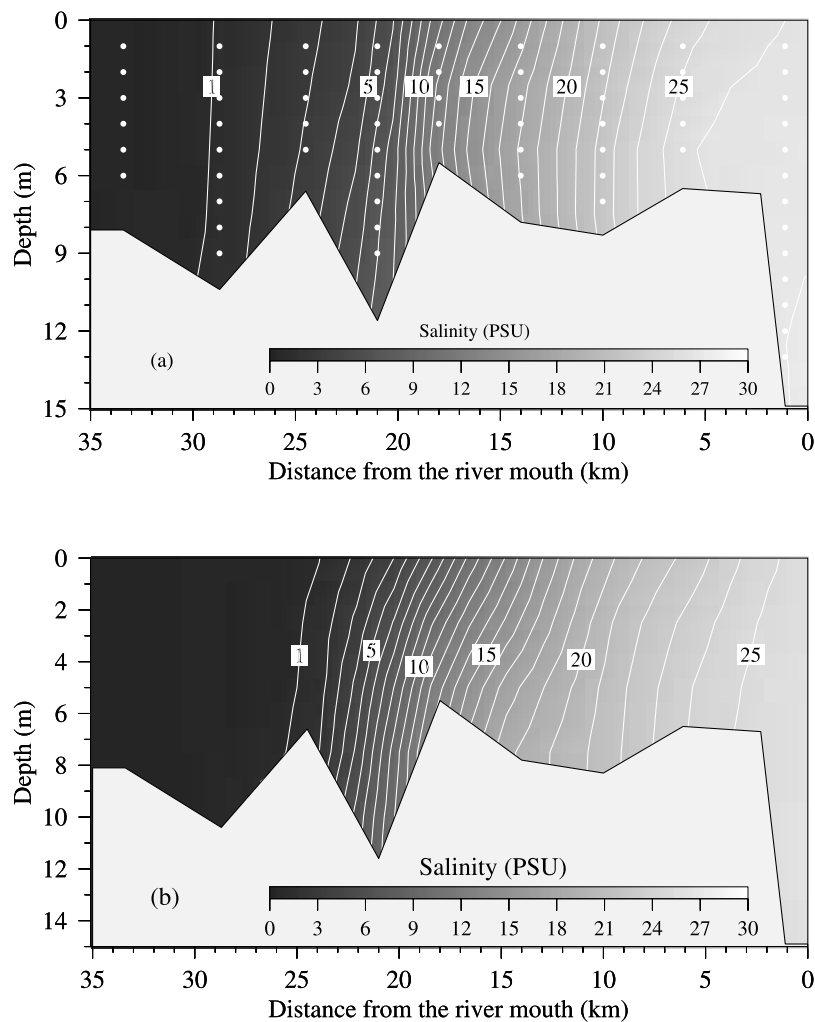 0
3
6
9
12
15
Depth (m)
1 5 10 15 20 25
Salinity (PSU)
(a)
0 3 6 9 12 15 18 21 24 27 30
35 30 25 20 15 10 5 0
Distance from the river mouth (km)
0
2
4
6
8
10
12
14
Depth (m)
1 5 10 15 20 25
Salinity (PSU)
(b)
0 3 6 9 12 15 18 21 24 27 30
35 30 25 20 15 10 5 0
Distance from the river mouth (km)